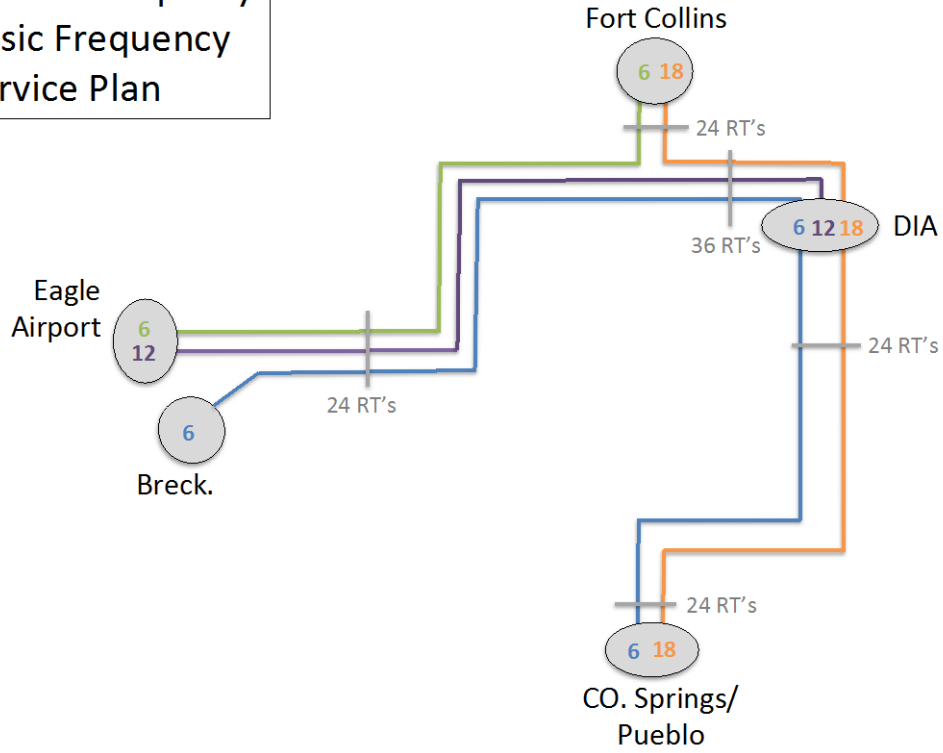 sic Frequency
rvice Plan
Fort Collins
6 18
24 RT's
36 RT's
6 12 18
DIA
Eagle
Airport
6
12
24 RT's
24 RT's
6
Breck.
24 RT's
6 18
CO. Springs/
Pueblo